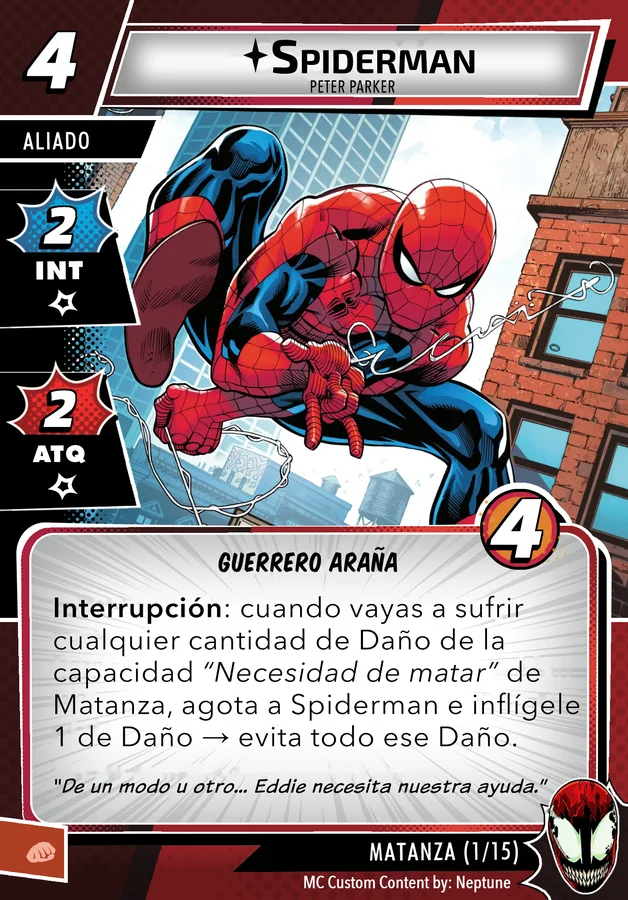 4
SPIDERMAN
PETER PARKER
ALIADO
2
INT
2
ATQ
4
GUERRERO ARAÑA
Interrupción: cuando vayas a sufrir
cualquier cantidad de Daño de la
capacidad “Necesidad de matar” de
Matanza, agota a Spiderman e inflígele
1 de Daño → evita todo ese Daño.
"De un modo u otro... Eddie necesita nuestra ayuda."
MATANZA (1/15)
MC Custom Content by: Neptune